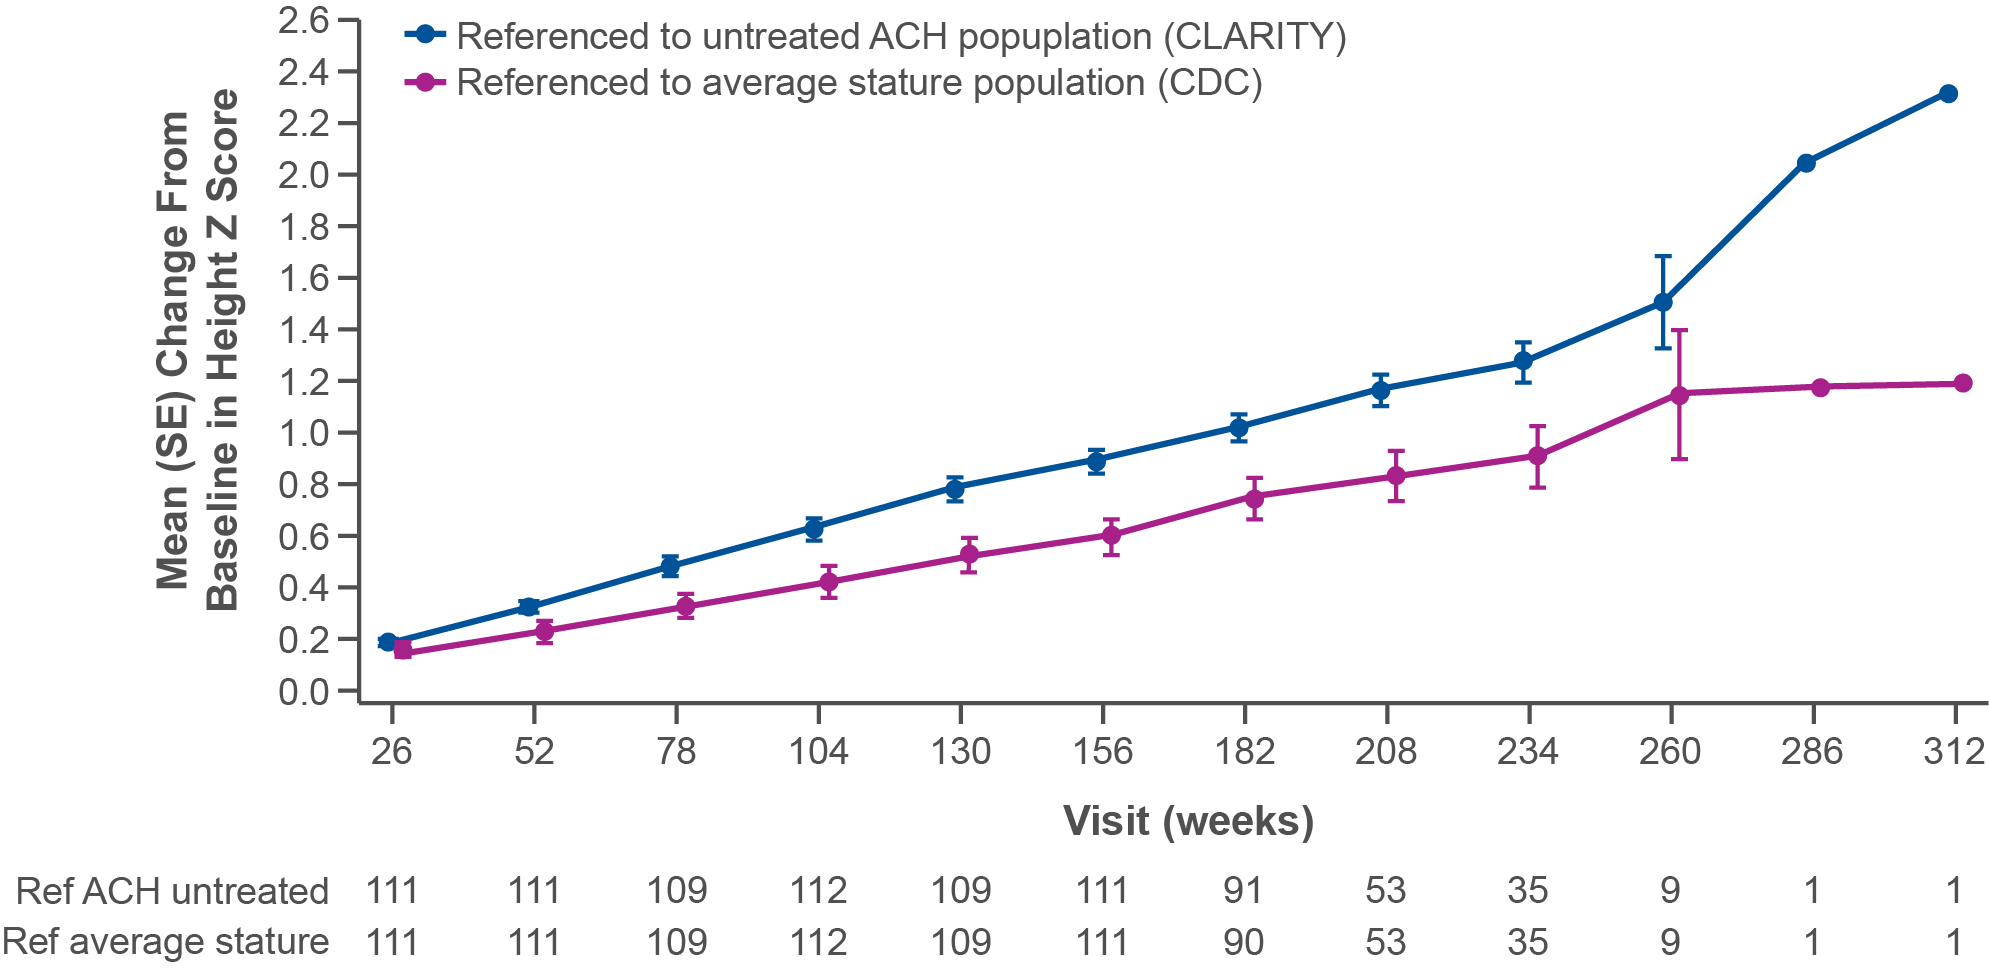 Referenced to untreated ACH popuplation (CLARITY)
Referenced to average stature population (CDC)
Mean (SE) Change From
Baseline in Height Z Score
2.6
2.4
2.2
2.0
1.8
1.6
1.4
1.2
1.0
0.8
0.6
0.4
0.2
0.0
26 52 78 104 130 156 182 208 234 260 286 312
Visit (weeks)
Ref ACH untreated 111 111 109 112 109 111 91 53 35 9 1 1
Ref average stature 111 111 109 112 109 111 90 53 35 9 1 1